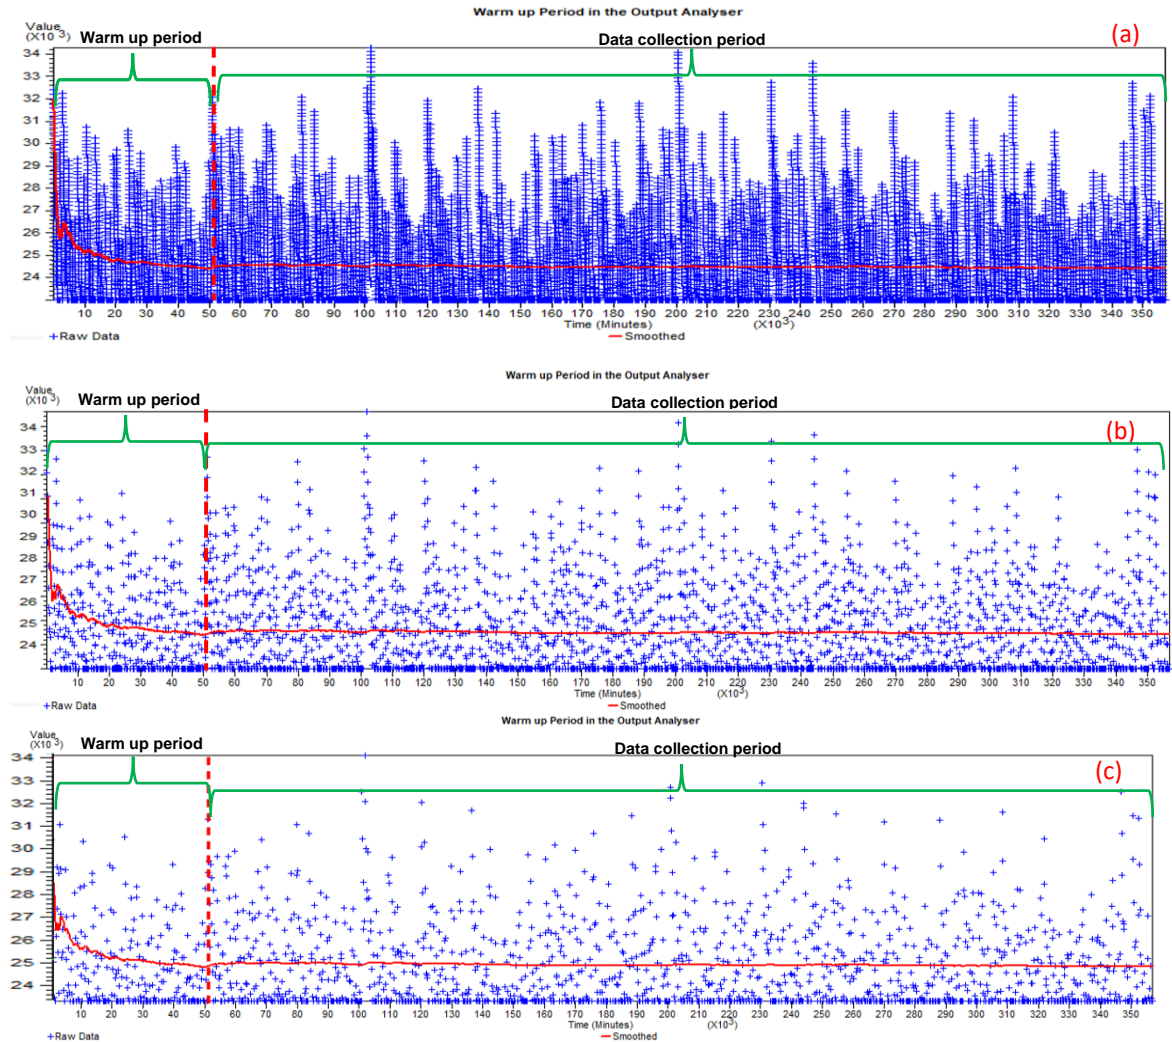 Warm up Period in the Output Analyser
(a)
Value
(X10 3)
Warm up period
Data collection period
34
33
32
31
30
29
28
27
26
25
24
10 20 30 40 50 60 70 80 90 100 110 120 130 140 150 160 170 180 190 200 210 220 230 240 250 260 270 280 290 300 310 320 330 340 350
Time (Minutes) (X10 3)
+Raw Data Smoothed
Warm up Period in the Output Analyser
(b)
Value
(X10 3)
Warm up period
Data collection period
34
33
32
31
30
29
28
27
26
25
24
10 20 30 40 50 60 70 80 90 100 110 120 130 140 150 160 170 180 190 200 210 220 230 240 250 260 270 280 290 300 310 320 330 340 350
Time (Minutes) (X10 3)
+Raw Data Smoothed
Warm up Period in the Output Analyser
(c)
Value
(X10 3)
Warm up period
Data collection period
34
33
32
31
30
29
28
27
26
25
24
10 20 30 40 50 60 70 80 90 100 110 120 130 140 150 160 170 180 190 200 210 220 230 240 250 260 270 280 290 300 310 320 330 340 350
Time (Minutes) (X10 3)
+Raw Data Smoothed